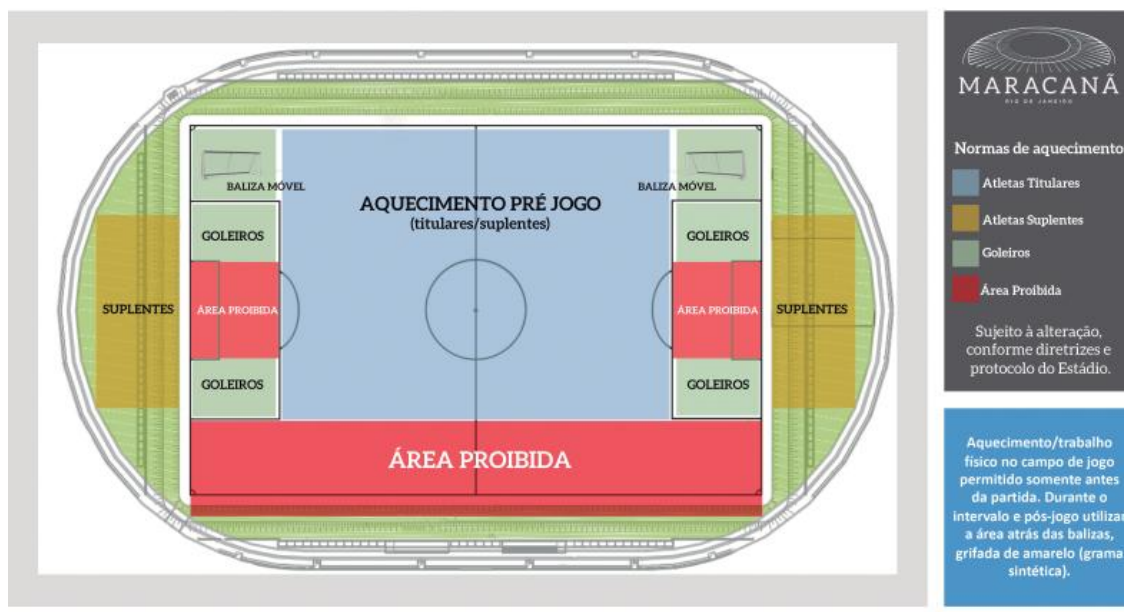 BALIZA MÓVEL
BALIZA MÓVEL
AQUECIMENTO PRÉ JOGO
(titulares/suplentes)
GOLEIROS
GOLEIROS
SUPLENTES
ÁREA PROIBIDA
ÁREA PROIBIDA
SUPLENTES
GOLEIROS
GOLEIROS
ÁREA PROIBIDA
MARACANÃ
RIO DE JANEIRO
Normas de aquecimento
Atletas Titulares
Atletas Suplentes
Goleiros
Área Proibida
Sujeito à alteração,
conforme diretrizes e
protocolo do Estádio.
Aquecimento/trabalho
físico no campo de jogo
permitido somente antes
da partida. Durante o
intervalo e pós-jogo utilizar
a área atrás das balizas,
grifada de amarelo (grama
sintética).